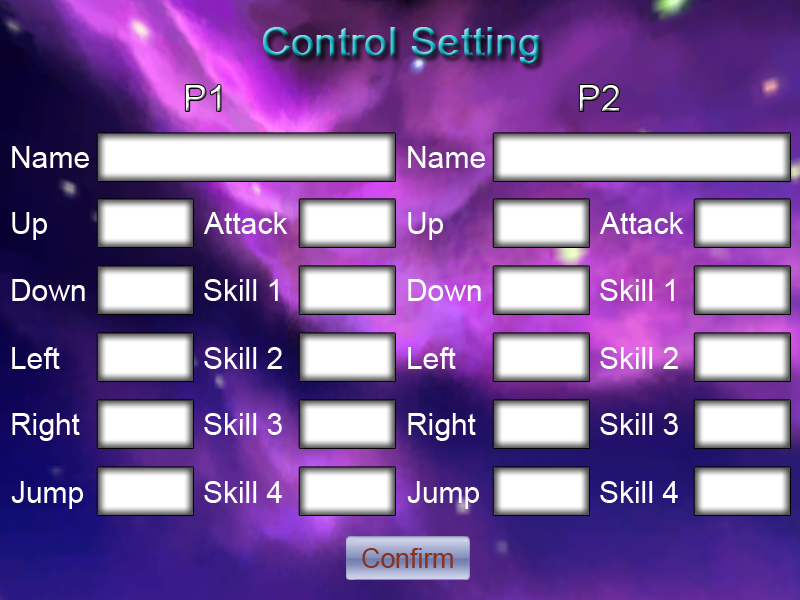 Control Setting
P1 P2
Name Name
Up Attack Up Attack
Down Skill 1 Down Skill 1
Left Skill 2 Left Skill 2
Right Skill 3 Right Skill 3
Jump Skill 4 Jump Skill 4
Confirm